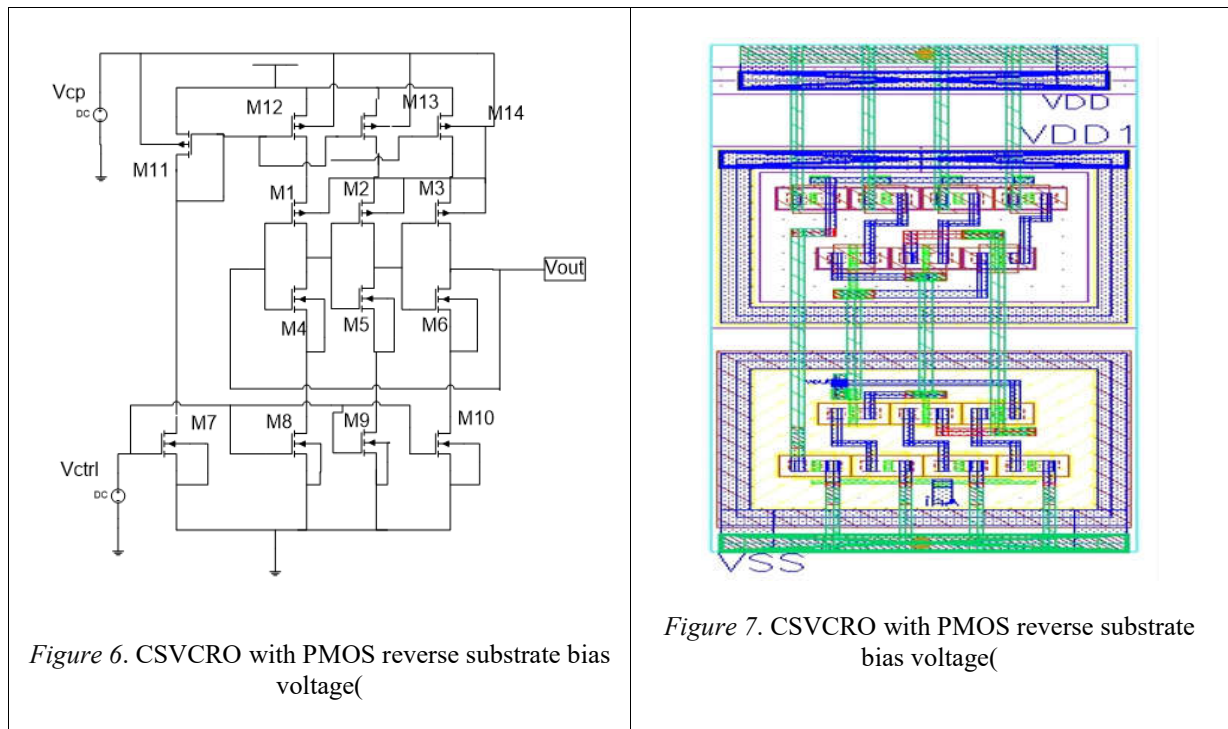 Vcp
DC
M12
M13
M14
M11
M1
M2
M3
Vout
M4
M5
M6
M7
M8
M9
M10
Vctrl
DC
Figure 6. CSVCRO with PMOS reverse substrate bias
voltage(
VDD
VDD1
VSS
Figure 7. CSVCRO with PMOS reverse substrate
bias voltage(